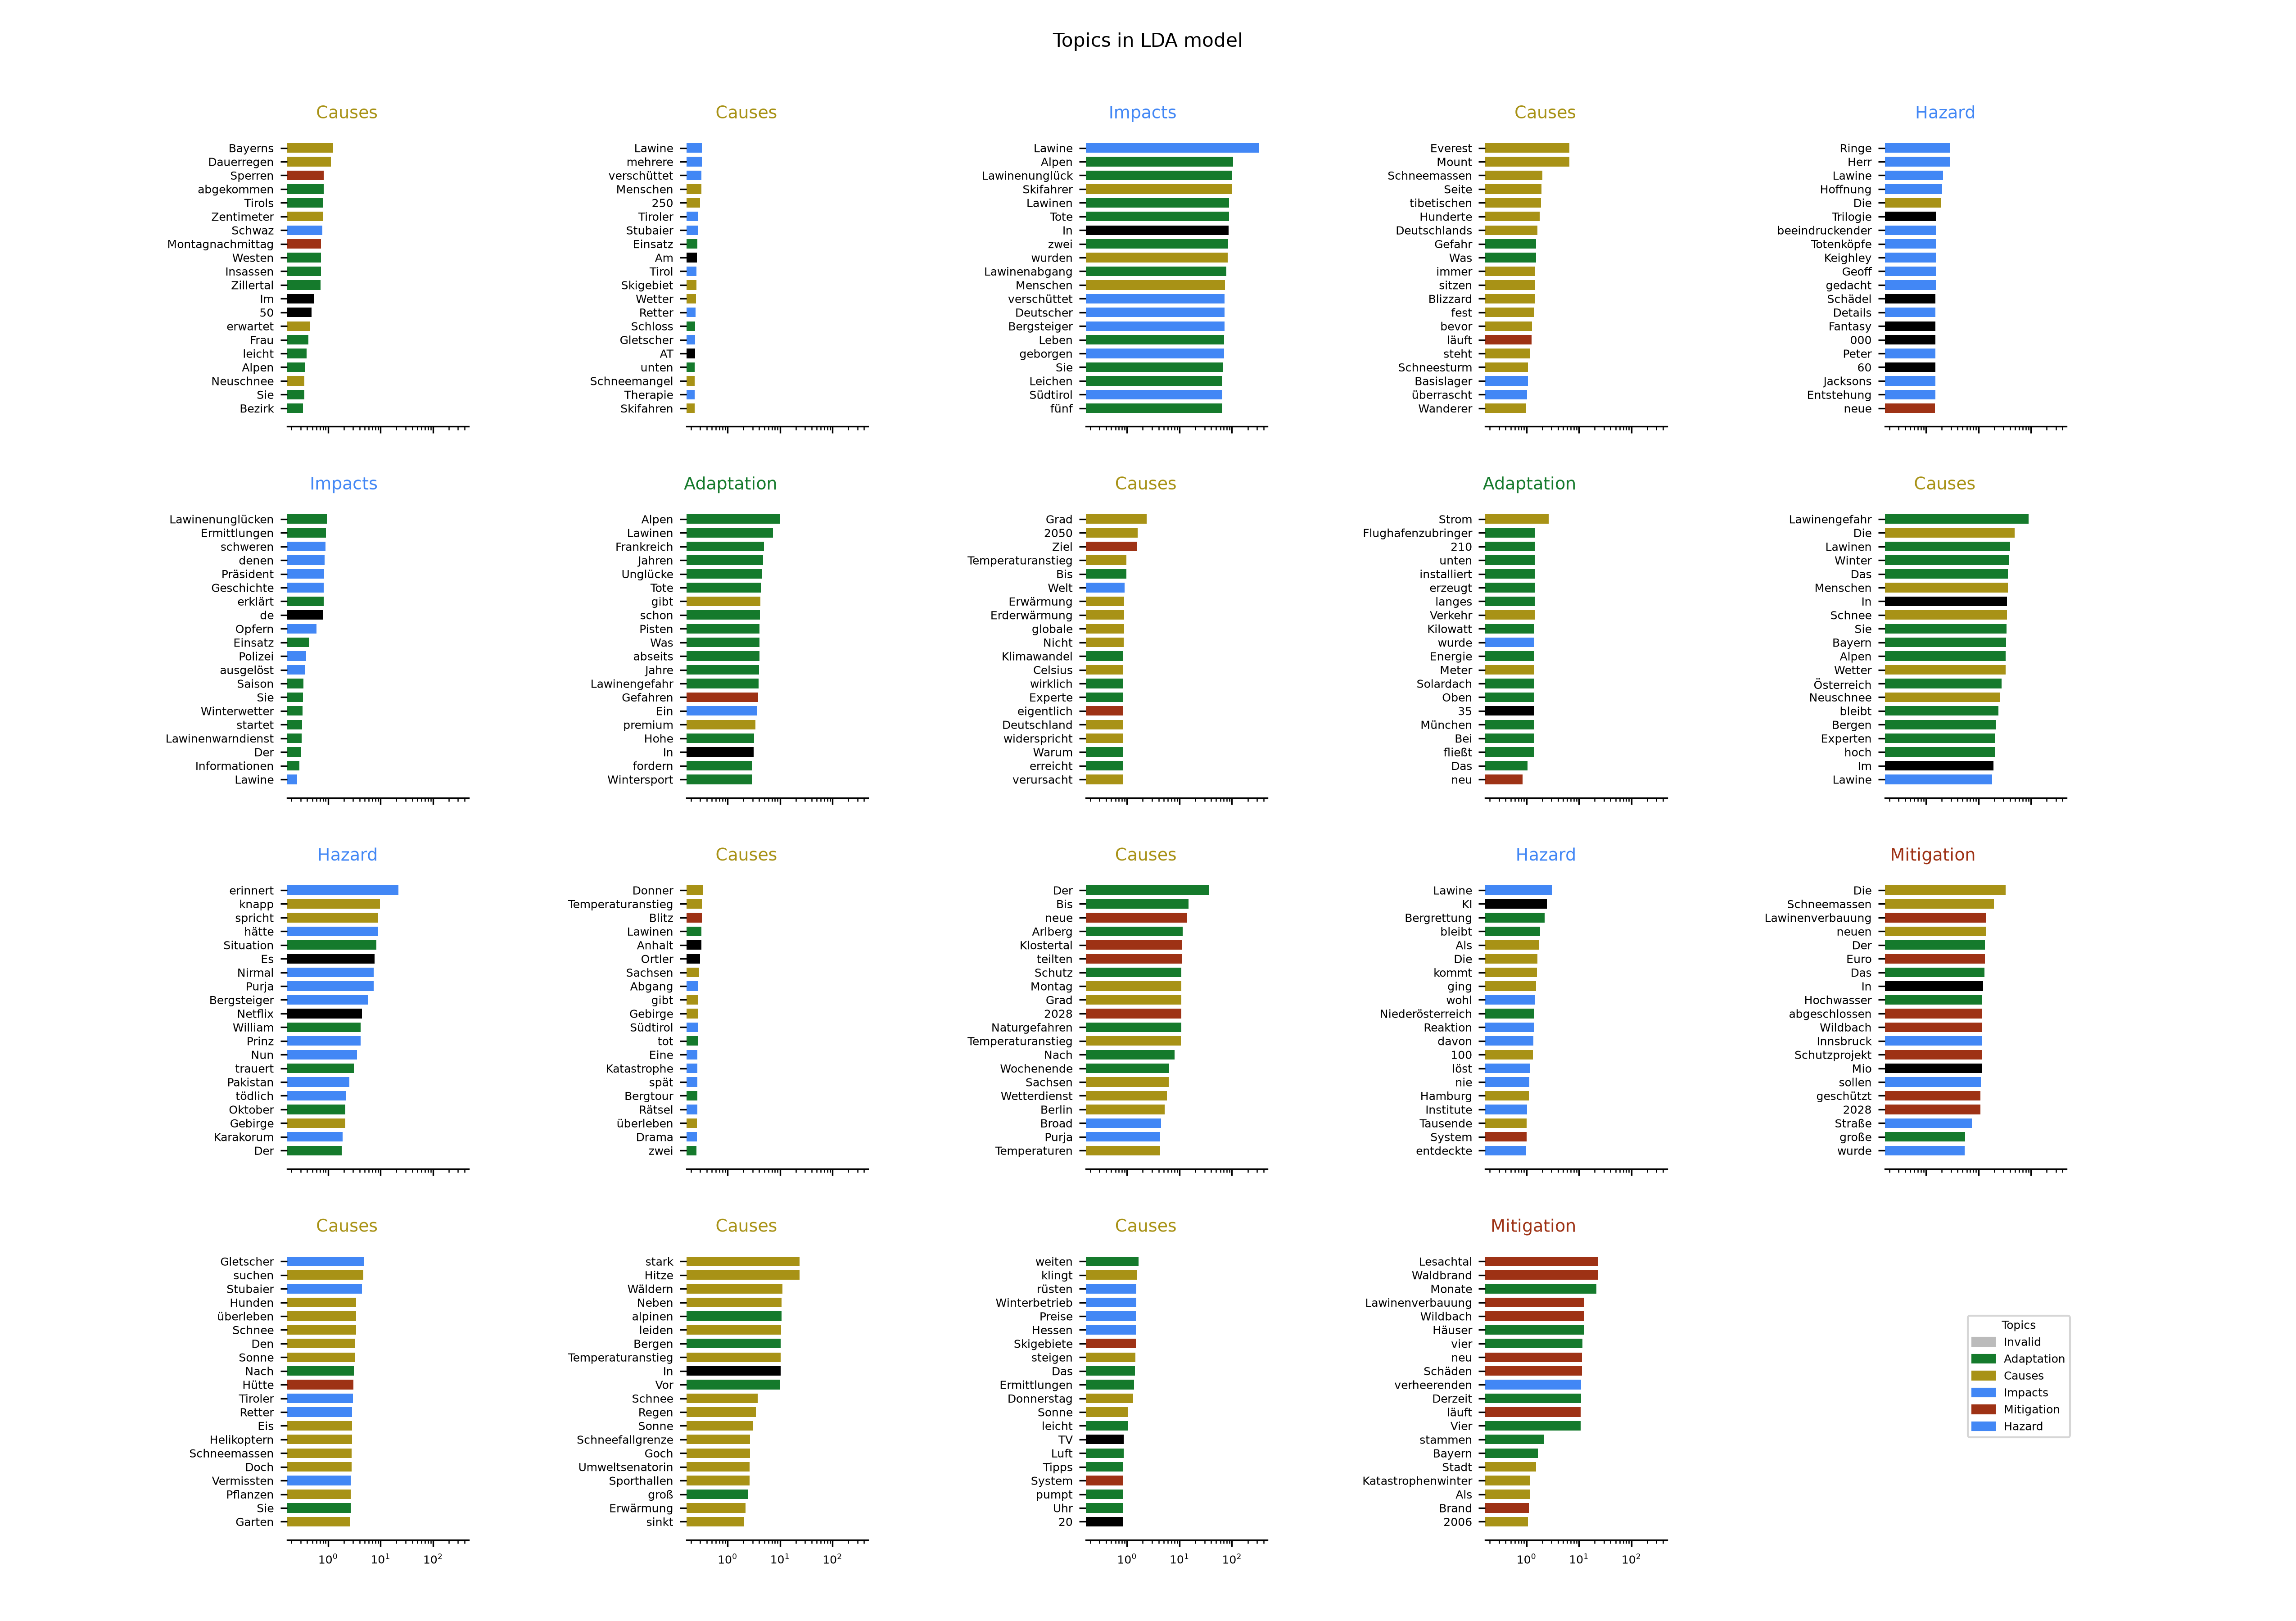 Topics in LDA model
Causes
Bayerns
Dauerregen
Sperren
abgekommen
Tirols
Zentimeter
Schwaz
Montagnachmittag
Westen
Insassen
Zillertal
Im
50
erwartet
Frau
leicht
Alpen
Neuschnee
Sie
Bezirk
Causes
Lawine
mehrere
verschüttet
Menschen
250
Tiroler
Stubaier
Einsatz
Am
Tirol
Skigebiet
Wetter
Retter
Schloss
Gletscher
AT
unten
Schneemangel
Therapie
Skifahren
Impacts
Lawine
Alpen
Lawinenunglück
Skifahrer
Lawinen
Tote
In
zwei
wurden
Lawinenabgang
Menschen
verschüttet
Deutscher
Bergsteiger
Leben
geborgen
Sie
Leichen
Südtirol
fünf
Causes
Everest
Mount
Schneemassen
Seite
tibetischen
Hunderte
Deutschlands
Gefahr
Was
immer
sitzen
Blizzard
fest
bevor
läuft
steht
Schneesturm
Basislager
überrascht
Wanderer
Hazard
Ringe
Herr
Lawine
Hoffnung
Die
Trilogie
beeindruckender
Totenköpfe
Keighley
Geoff
gedacht
Schädel
Details
Fantasy
000
Peter
60
Jacksons
Entstehung
neue
Impacts
Lawinenunglücken
Ermittlungen
schweren
denen
Präsident
Geschichte
erklärt
de
Opfern
Einsatz
Polizei
ausgelöst
Saison
Sie
Winterwetter
startet
Lawinenwarndienst
Der
Informationen
Lawine
Adaptation
Alpen
Lawinen
Frankreich
Jahren
Unglücke
Tote
gibt
schon
Pisten
Was
abseits
Jahre
Lawinengefahr
Gefahren
Ein
premium
Hohe
In
fordern
Wintersport
Causes
Grad
2050
Ziel
Temperaturanstieg
Bis
Welt
Erwärmung
Erderwärmung
globale
Nicht
Klimawandel
Celsius
wirklich
Experte
eigentlich
Deutschland
widerspricht
Warum
erreicht
verursacht
Adaptation
Strom
Flughafenzubringer
210
unten
installiert
erzeugt
langes
Verkehr
Kilowatt
wurde
Energie
Meter
Solardach
Oben
35
München
Bei
fließt
Das
neu
Causes
Lawinengefahr
Die
Lawinen
Winter
Das
Menschen
In
Schnee
Sie
Bayern
Alpen
Wetter
Österreich
Neuschnee
bleibt
Bergen
Experten
hoch
Im
Lawine
Hazard
erinnert
knapp
spricht
hätte
Situation
Es
Nirmal
Purja
Bergsteiger
Netflix
William
Prinz
Nun
trauert
Pakistan
tödlich
Oktober
Gebirge
Karakorum
Der
Causes
Donner
Temperaturanstieg
Blitz
Lawinen
Anhalt
Ortler
Sachsen
Abgang
gibt
Gebirge
Südtirol
tot
Eine
Katastrophe
spät
Bergtour
Rätsel
überleben
Drama
zwei
Causes
Der
Bis
neue
Arlberg
Klostertal
teilten
Schutz
Montag
Grad
2028
Naturgefahren
Temperaturanstieg
Nach
Wochenende
Sachsen
Wetterdienst
Berlin
Broad
Purja
Temperaturen
Hazard
Lawine
KI
Bergrettung
bleibt
Als
Die
kommt
ging
wohl
Niederösterreich
Reaktion
davon
100
löst
nie
Hamburg
Institute
Tausende
System
entdeckte
Mitigation
Die
Schneemassen
Lawinenverbauung
neuen
Der
Euro
Das
In
Hochwasser
abgeschlossen
Wildbach
Innsbruck
Schutzprojekt
Mio
sollen
geschützt
2028
Straße
große
wurde
Causes
Gletscher
suchen
Stubaier
Hunden
überleben
Schnee
Den
Sonne
Nach
Hütte
Tiroler
Retter
Eis
Helikoptern
Schneemassen
Doch
Vermissten
Pflanzen
Sie
Garten
10⁰ 10¹ 10²
Causes
stark
Hitze
Wäldern
Neben
alpinen
leiden
Bergen
Temperaturanstieg
In
Vor
Schnee
Regen
Sonne
Schneefallgrenze
Goch
Umweltsenatorin
Sporthallen
groß
Erwärmung
sinkt
10⁰ 10¹ 10²
Causes
weiten
klingt
rüsten
Winterbetrieb
Preise
Hessen
Skigebiete
steigen
Das
Ermittlungen
Donnerstag
Sonne
leicht
TV
Luft
Tipps
System
pumpt
Uhr
20
10⁰ 10¹ 10²
Mitigation
Lesachtal
Waldbrand
Monate
Lawinenverbauung
Wildbach
Häuser
vier
neu
Schäden
verheerenden
Derzeit
läuft
Vier
stammen
Bayern
Stadt
Katastrophenwinter
Als
Brand
2006
10⁰ 10¹ 10²
Topics
Invalid
Adaptation
Causes
Impacts
Mitigation
Hazard